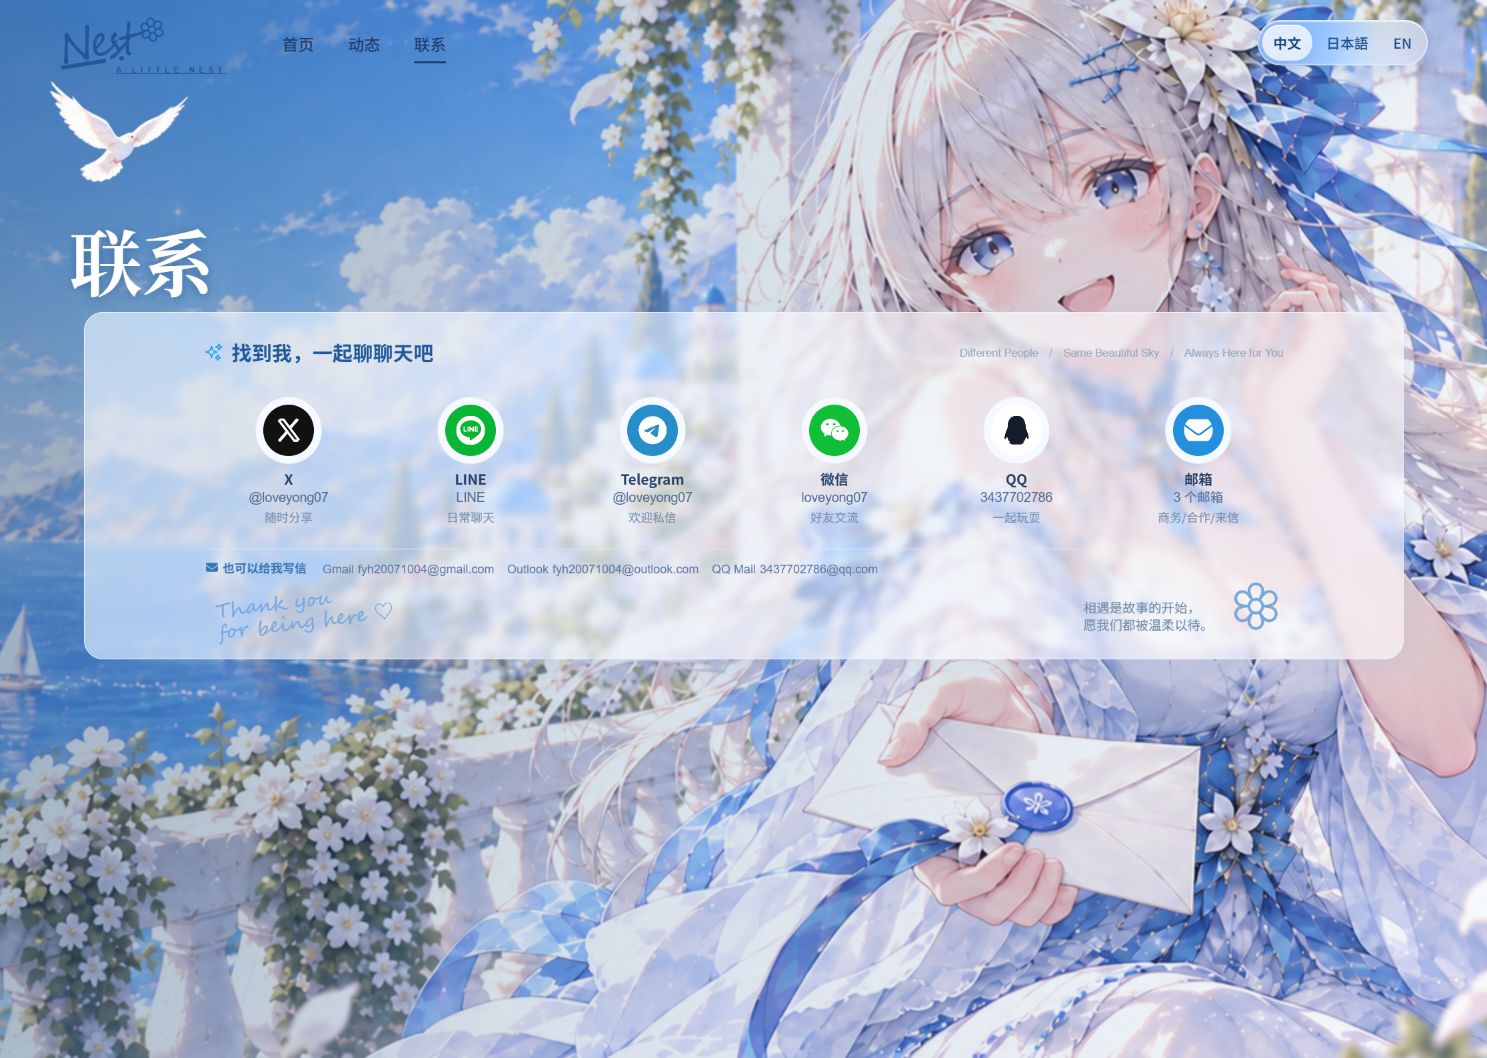 Nest
A LITTLE NEST
首页 动态 联系
中文 日本語 EN
联系
找到我，一起聊聊天吧
Different People / Same Beautiful Sky / Always Here for You
LINE
X
@loveyong07
随时分享
LINE
LINE
日常聊天
Telegram
@loveyong07
欢迎私信
微信
loveyong07
好友交流
QQ
3437702786
一起玩耍
邮箱
3 个邮箱
商务/合作/来信
也可以给我写信 Gmail fyh20071004@gmail.com Outlook fyh20071004@outlook.com QQ Mail 3437702786@qq.com
Thank you
for being here ♡
相遇是故事的开始，
愿我们都被温柔以待。